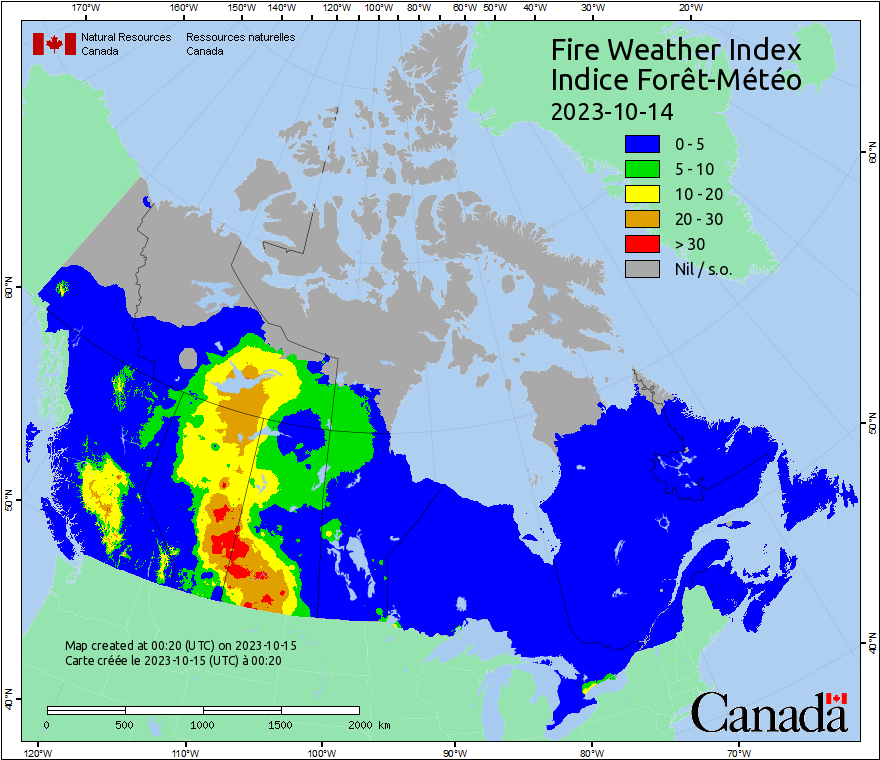 170°W 160°W 150°W 140°W 130°W 120°W 110°W 100°W 90°W 80°W 70°W 60°W 50°W 40°W 30°W 20°W
Natural Resources Ressources naturelles
Canada Canada
Fire Weather Index
Indice Forêt-Météo
2023-10-14
0 - 5
5 - 10
10 - 20
20 - 30
> 30
Nil / s.o.
60°N
60°N
50°N
50°N
40°N
40°N
Map created at 00:20 (UTC) on 2023-10-15
Carte créée le 2023-10-15 (UTC) à 00:20
0 500 1000 1500 2000 km
Canada
120°W 110°W 100°W 90°W 80°W 70°W